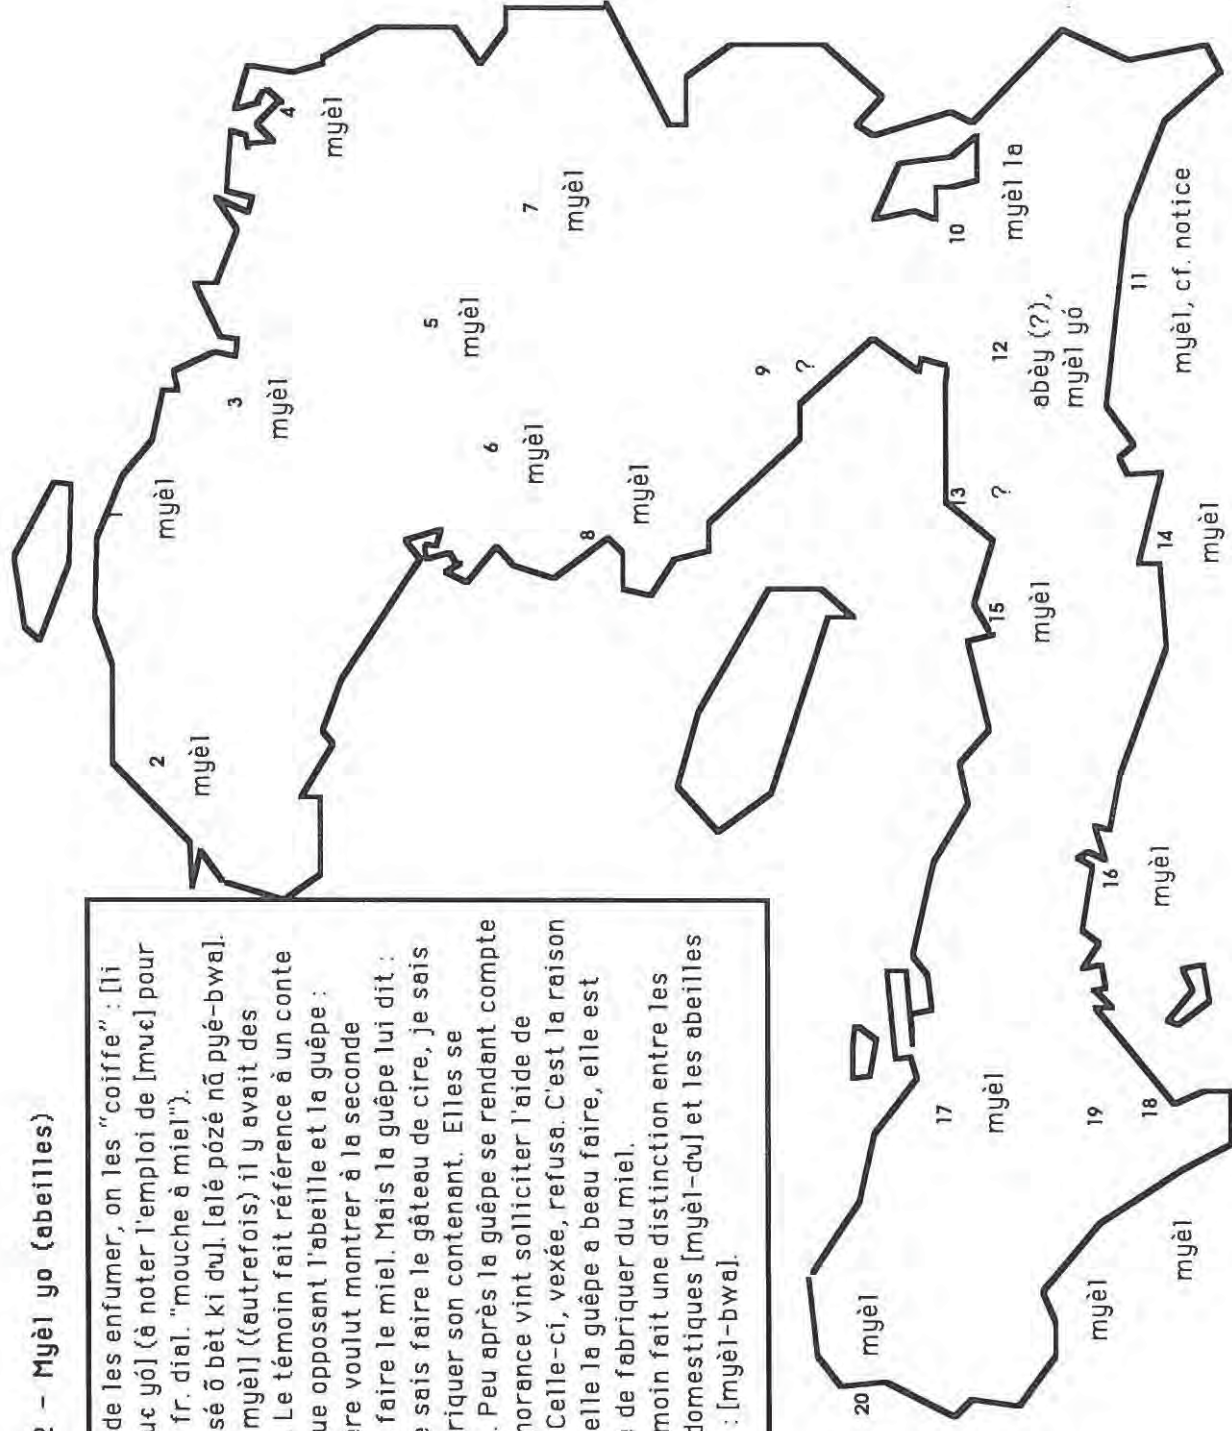 – Myèl yo (abeilles)
de les enfumer, on les "coiffe" : [li
yó] (à noter l'emploi de [mɤɛ] pour
fr. dial. "mouche à miel").
sé õ bèt ki dɤ]. [alé pózé nã pyé-bwa].
myèl] ((autrefois) il y avait des
Le témoin fait référence à un conte
ue opposant l'abeille et la guêpe :
re voulut montrer à la seconde
faire le miel. Mais la guêpe lui dit :
sais faire le gâteau de cire, je sais
riquer son contenant. Elles se
. Peu après la guêpe se rendant compte
norance vint solliciter l'aide de
Celle-ci, vexée, refusa. C'est la raison
elle la guêpe a beau faire, elle est
de fabriquer du miel.
moin fait une distinction entre les
domestiques [myèl-dɤ] et les abeilles
: [myèl-bwa].
1
myèl
2
myèl
3
myèl
4
myèl
5
myèl
6
myèl
7
myèl
8
myèl
9
?
10
myèl la
11
myèl, cf. notice
12
abèy (?),
myèl yó
13
?
14
myèl
15
myèl
16
myèl
17
myèl
18
myèl
19
myèl
20
myèl